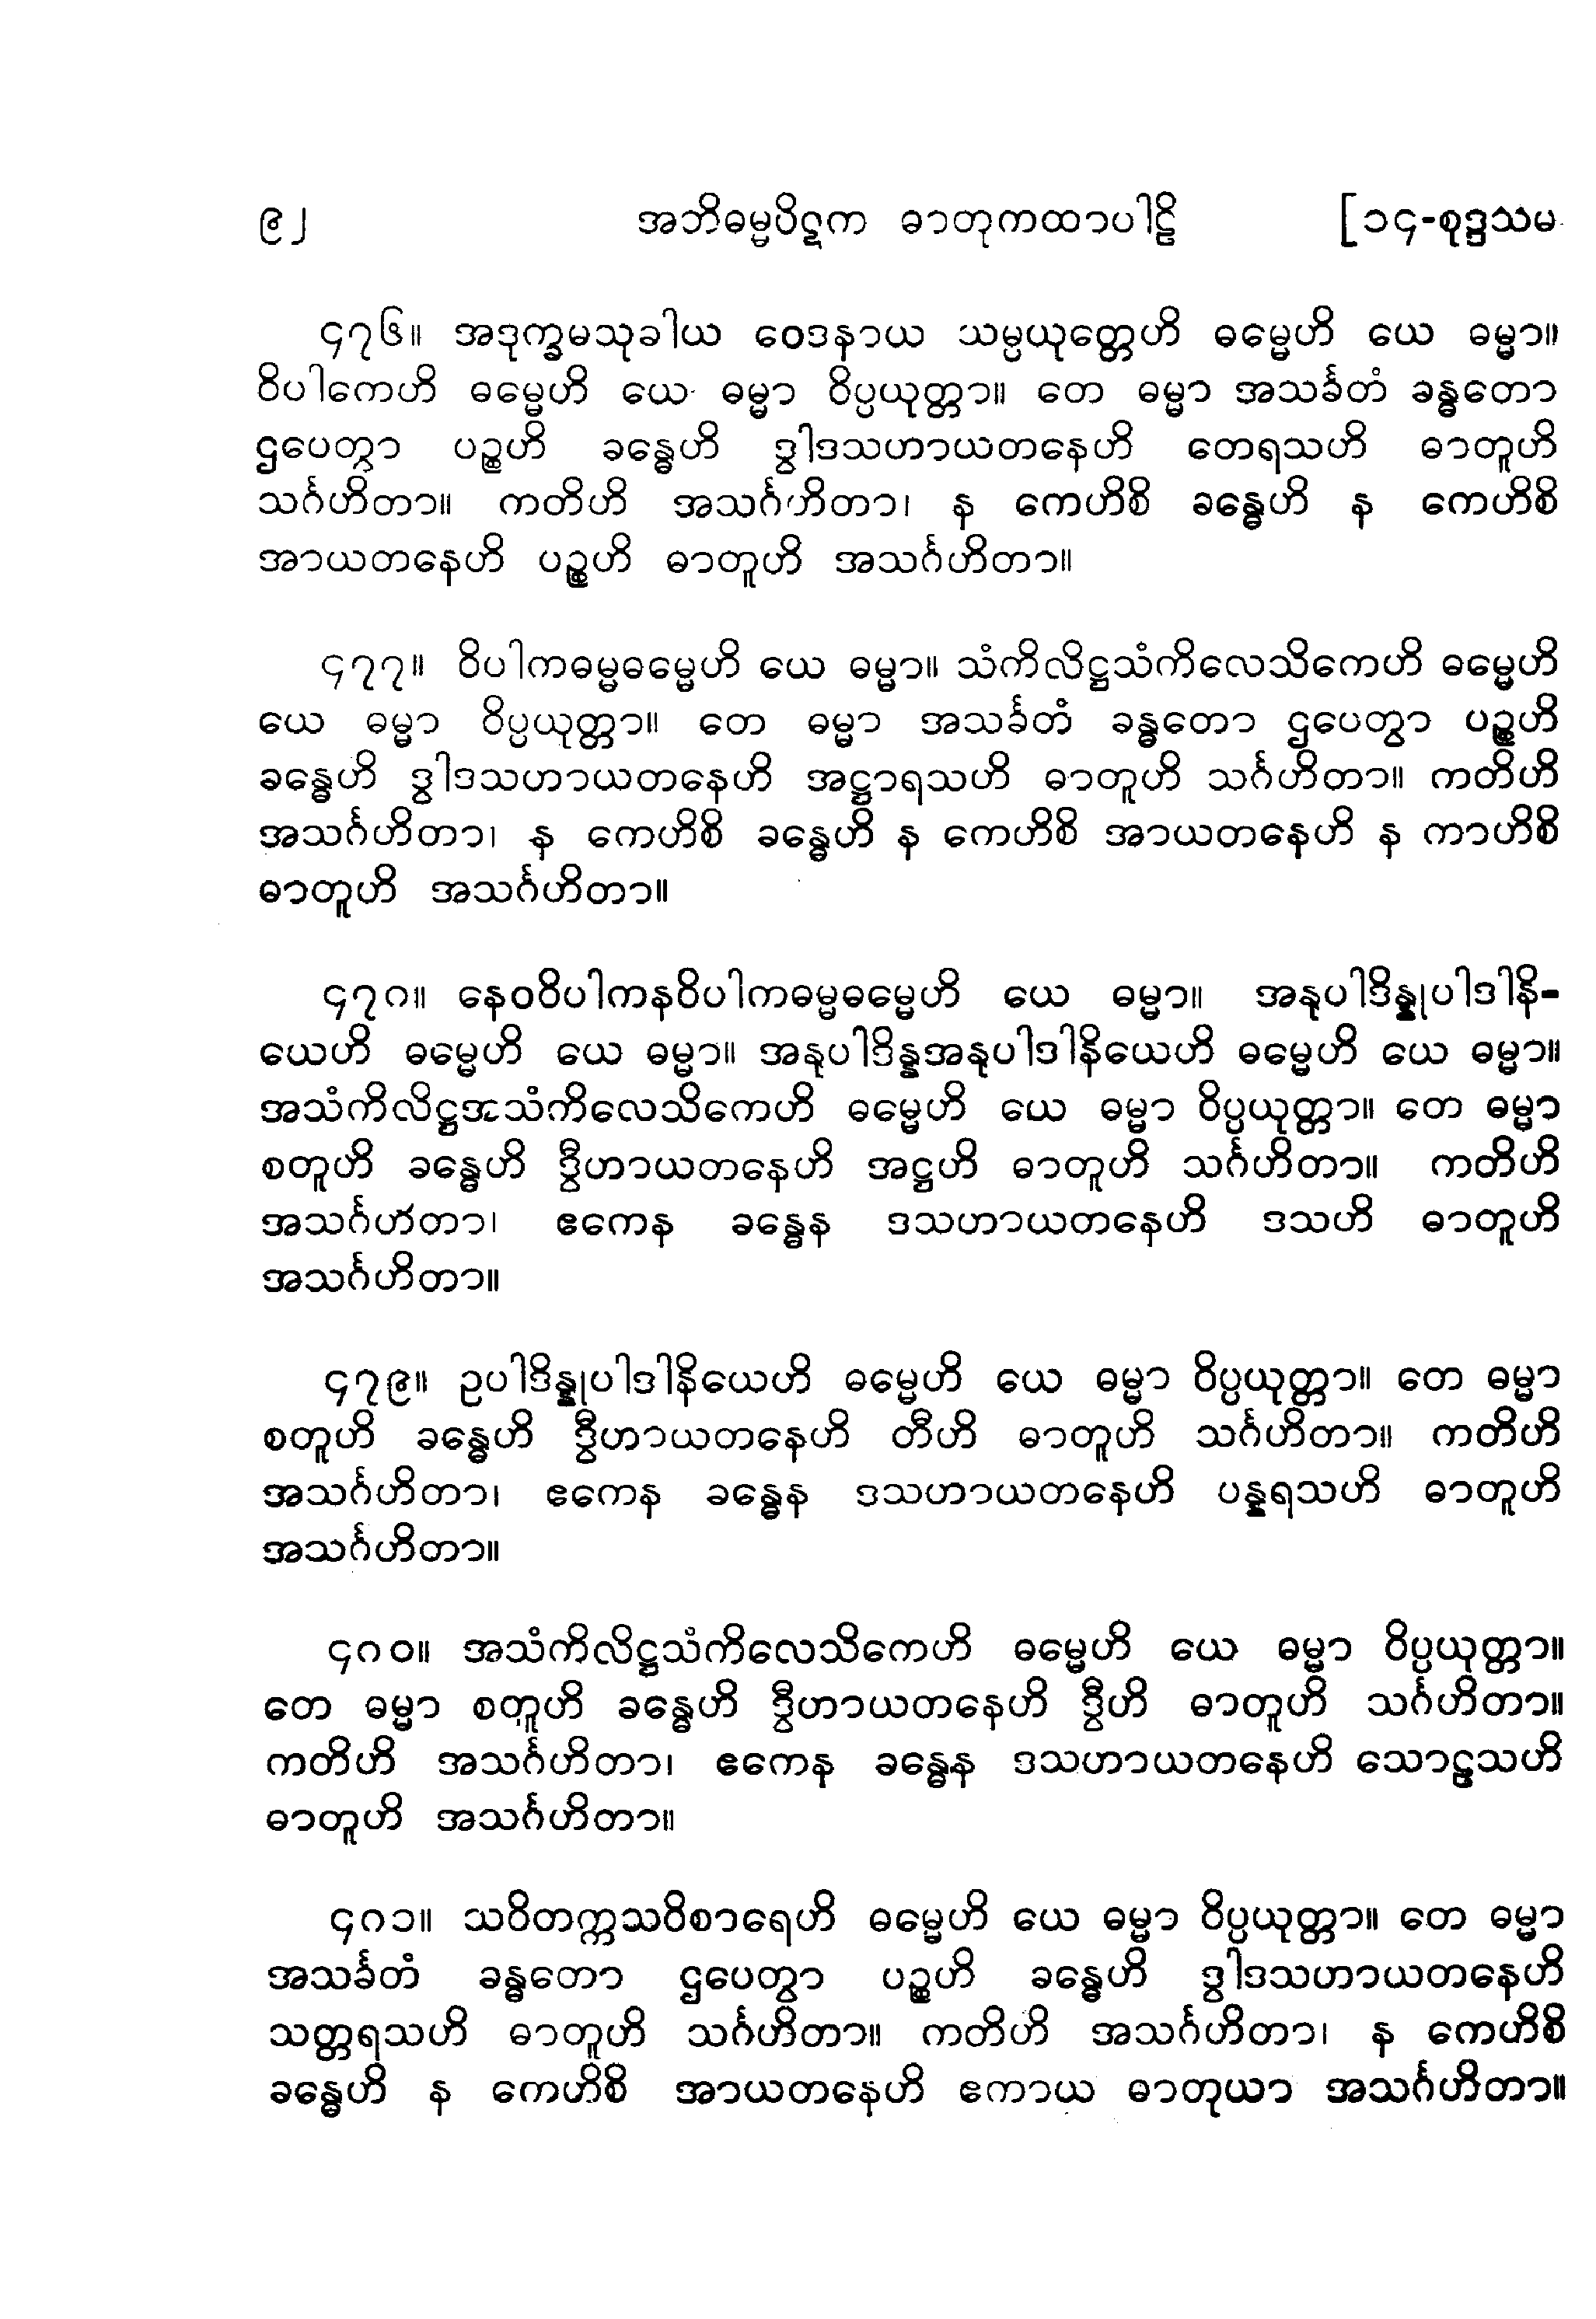 ၉၂ အဘိဓမ္မပိဋက ဓာတုကထာပါဠိ [၁၄-စုဒ္ဒသမ
၄၇၆။ အဒုက္ခမသုခါယ ဝေဒနာယ သမ္ပယုတ္တေဟိ ဓမ္မေဟိ ယေ ဓမ္မာ။
ဝိပါကေဟိ ဓမ္မေဟိ ယေ ဓမ္မာ ဝိပ္ပယုတ္တာ။ တေ ဓမ္မာ အသင်္ခတံ ခန္ဓတော
ဌပေတွာ ပဉ္စဟိ ခန္ဓေဟိ ဒွါဒသဟာယတနေဟိ တေရသဟိ ဓာတူဟိ
သင်္ဂဟိတာ။ ကတိဟိ အသင်္ဂဟိတာ၊ န ကေဟိစိ ခန္ဓေဟိ န ကေဟိစိ
အာယတနေဟိ ပဉ္စဟိ ဓာတူဟိ အသင်္ဂဟိတာ။
၄၇၇။ ဝိပါကဓမ္မဓမ္မေဟိ ယေ ဓမ္မာ။ သံကိလိဋ္ဌသံကိလေသိကေဟိ ဓမ္မေဟိ
ယေ ဓမ္မာ ဝိပ္ပယုတ္တာ။ တေ ဓမ္မာ အသင်္ခတံ ခန္ဓတော ဌပေတွာ ပဉ္စဟိ
ခန္ဓေဟိ ဒွါဒသဟာယတနေဟိ အဋ္ဌာရသဟိ ဓာတူဟိ သင်္ဂဟိတာ။ ကတိဟိ
အသင်္ဂဟိတာ၊ န ကေဟိစိ ခန္ဓေဟိ န ကေဟိစိ အာယတနေဟိ န ကာဟိစိ
ဓာတူဟိ အသင်္ဂဟိတာ။
၄၇၈။ နေဝဝိပါကနဝိပါကဓမ္မဓမ္မေဟိ ယေ ဓမ္မာ။ အနုပါဒိန္နုပါဒါနိ-
ယေဟိ ဓမ္မေဟိ ယေ ဓမ္မာ။ အနုပါဒိန္နအနုပါဒါနိယေဟိ ဓမ္မေဟိ ယေ ဓမ္မာ။
အသံကိလိဋ္ဌအသံကိလေသိကေဟိ ဓမ္မေဟိ ယေ ဓမ္မာ ဝိပ္ပယုတ္တာ။ တေ ဓမ္မာ
စတူဟိ ခန္ဓေဟိ ဒွီဟာယတနေဟိ အဋ္ဌဟိ ဓာတူဟိ သင်္ဂဟိတာ။ ကတိဟိ
အသင်္ဂဟိတာ၊ ဧကေန ခန္ဓေန ဒသဟာယတနေဟိ ဒသဟိ ဓာတူဟိ
အသင်္ဂဟိတာ။
၄၇၉။ ဥပါဒိန္နုပါဒါနိယေဟိ ဓမ္မေဟိ ယေ ဓမ္မာ ဝိပ္ပယုတ္တာ။ တေ ဓမ္မာ
စတူဟိ ခန္ဓေဟိ ဒွီဟာယတနေဟိ တီဟိ ဓာတူဟိ သင်္ဂဟိတာ။ ကတိဟိ
အသင်္ဂဟိတာ၊ ဧကေန ခန္ဓေန ဒသဟာယတနေဟိ ပန္နရသဟိ ဓာတူဟိ
အသင်္ဂဟိတာ။
၄၈၀။ အသံကိလိဋ္ဌသံကိလေသိကေဟိ ဓမ္မေဟိ ယေ ဓမ္မာ ဝိပ္ပယုတ္တာ။
တေ ဓမ္မာ စတူဟိ ခန္ဓေဟိ ဒွီဟာယတနေဟိ ဒွီဟိ ဓာတူဟိ သင်္ဂဟိတာ။
ကတိဟိ အသင်္ဂဟိတာ၊ ဧကေန ခန္ဓေန ဒသဟာယတနေဟိ သောဠသဟိ
ဓာတူဟိ အသင်္ဂဟိတာ။
၄၈၁။ သဝိတက္ကသဝိစာရေဟိ ဓမ္မေဟိ ယေ ဓမ္မာ ဝိပ္ပယုတ္တာ။ တေ ဓမ္မာ
အသင်္ခတံ ခန္ဓတော ဌပေတွာ ပဉ္စဟိ ခန္ဓေဟိ ဒွါဒသဟာယတနေဟိ
သတ္တရသဟိ ဓာတူဟိ သင်္ဂဟိတာ။ ကတိဟိ အသင်္ဂဟိတာ၊ န ကေဟိစိ
ခန္ဓေဟိ န ကေဟိစိ အာယတနေဟိ ဧကာယ ဓာတုယာ အသင်္ဂဟိတာ။